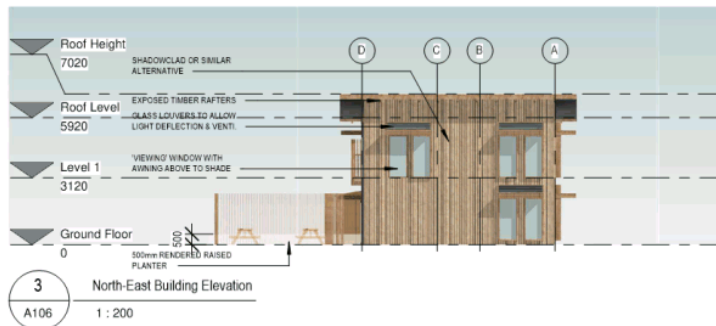 Roof Height
7020
SHADOWCLAD OR SIMILAR
ALTERNATIVE
D
C
B
A
EXPOSED TIMBER RAFTERS
Roof Level
5920
GLASS LOUVERS TO ALLOW
LIGHT DEFLECTION & VENTI.
Level 1
3120
'VIEWING' WINDOW WITH
AWNING ABOVE TO SHADE
Ground Floor
0
500
500mm RENDERED RAISED
PLANTER
3
North-East Building Elevation
A106
1 : 200